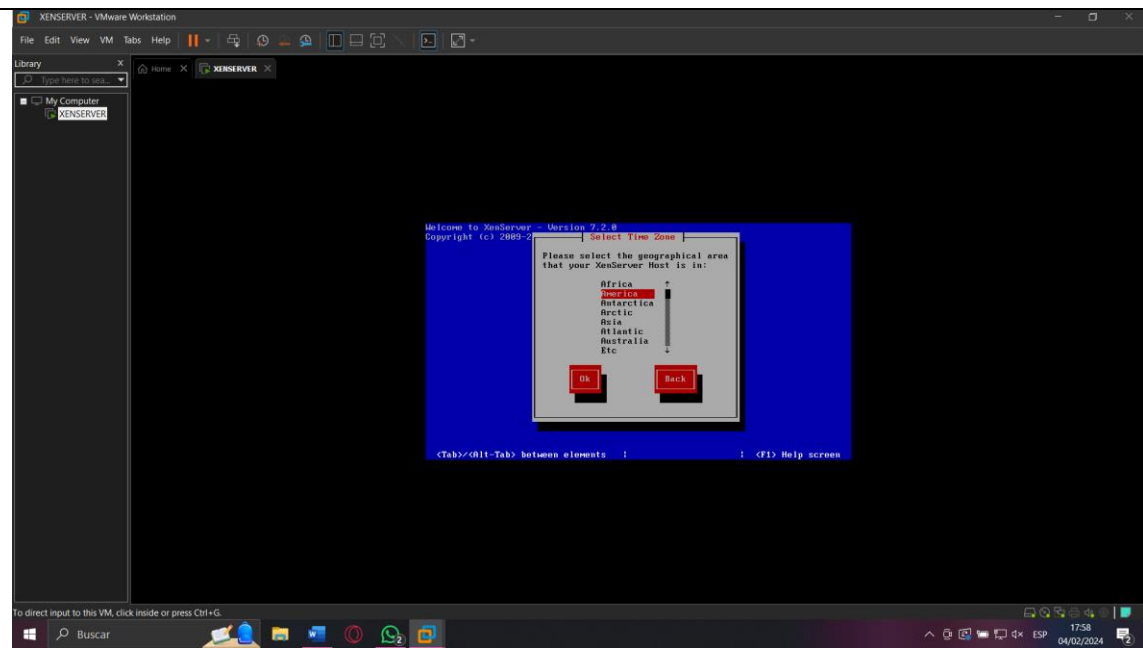 XENSERVER - VMware Workstation
File Edit View VM Tabs Help
Library X
Type here to sea...
Home X XENSERVER X
My Computer
XENSERVER
Welcome to XenServer - Version 7.2.0
Copyright (c) 2009-2
Select Time Zone
Please select the geographical area
that your XenServer Host is in:
Africa
America
Antarctica
Arctic
Asia
Atlantic
Australia
Etc
Ok Back
<Tab>/<Alt-Tab> between elements | | <F1> Help screen
To direct input to this VM, click inside or press Ctrl+G.
Buscar
2
ESP
17:58
04/02/2024
2